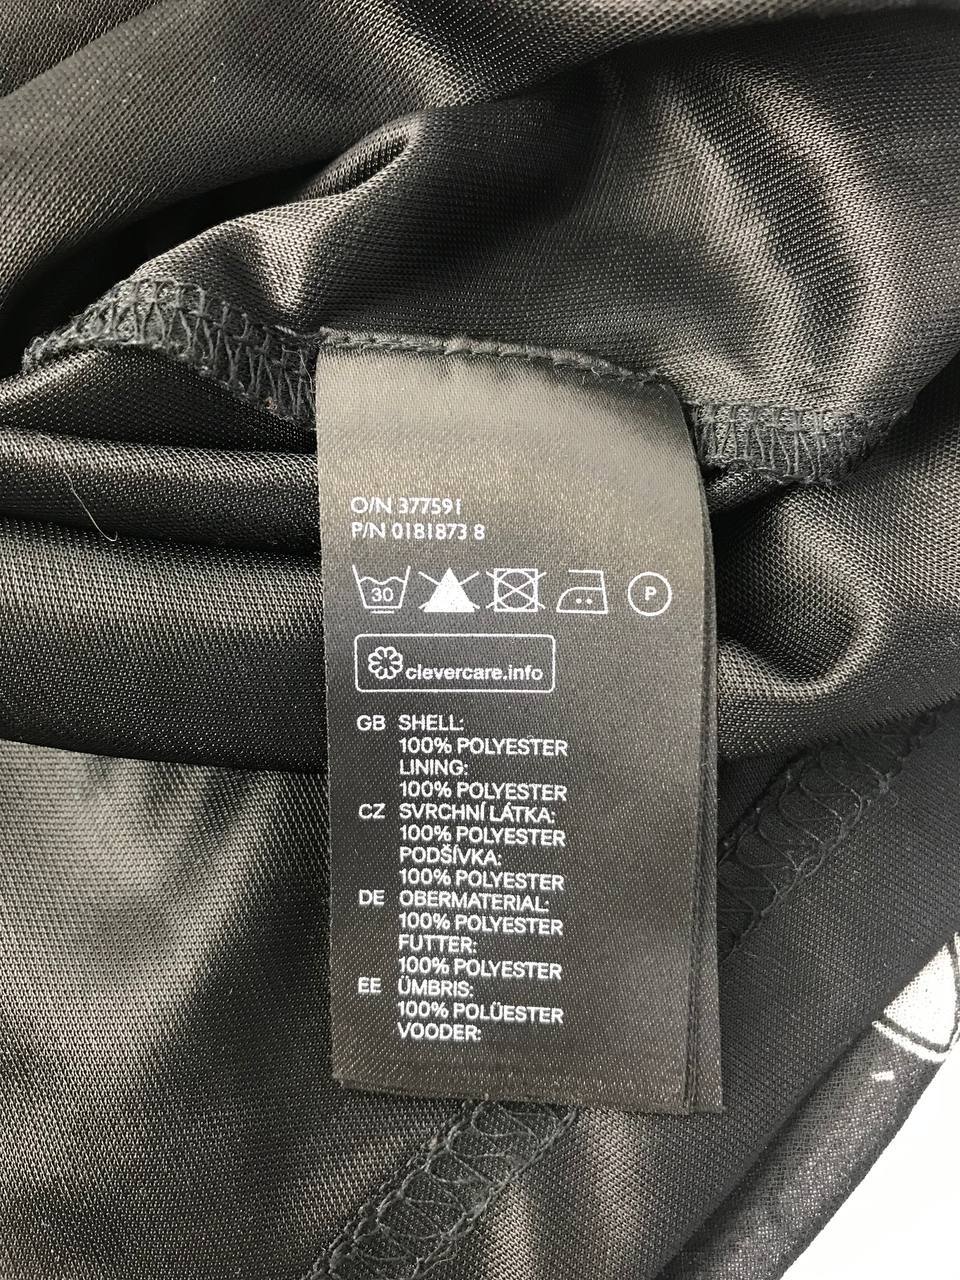 O/N 377591
P/N 0181873 8
30 P
clevercare.info
GB SHELL:
100% POLYESTER
LINING:
100% POLYESTER
CZ SVRCHNÍ LÁTKA:
100% POLYESTER
PODŠÍVKA:
100% POLYESTER
DE OBERMATERIAL:
100% POLYESTER
FUTTER:
100% POLYESTER
EE ÜMBRIS:
100% POLÜESTER
VOODER: